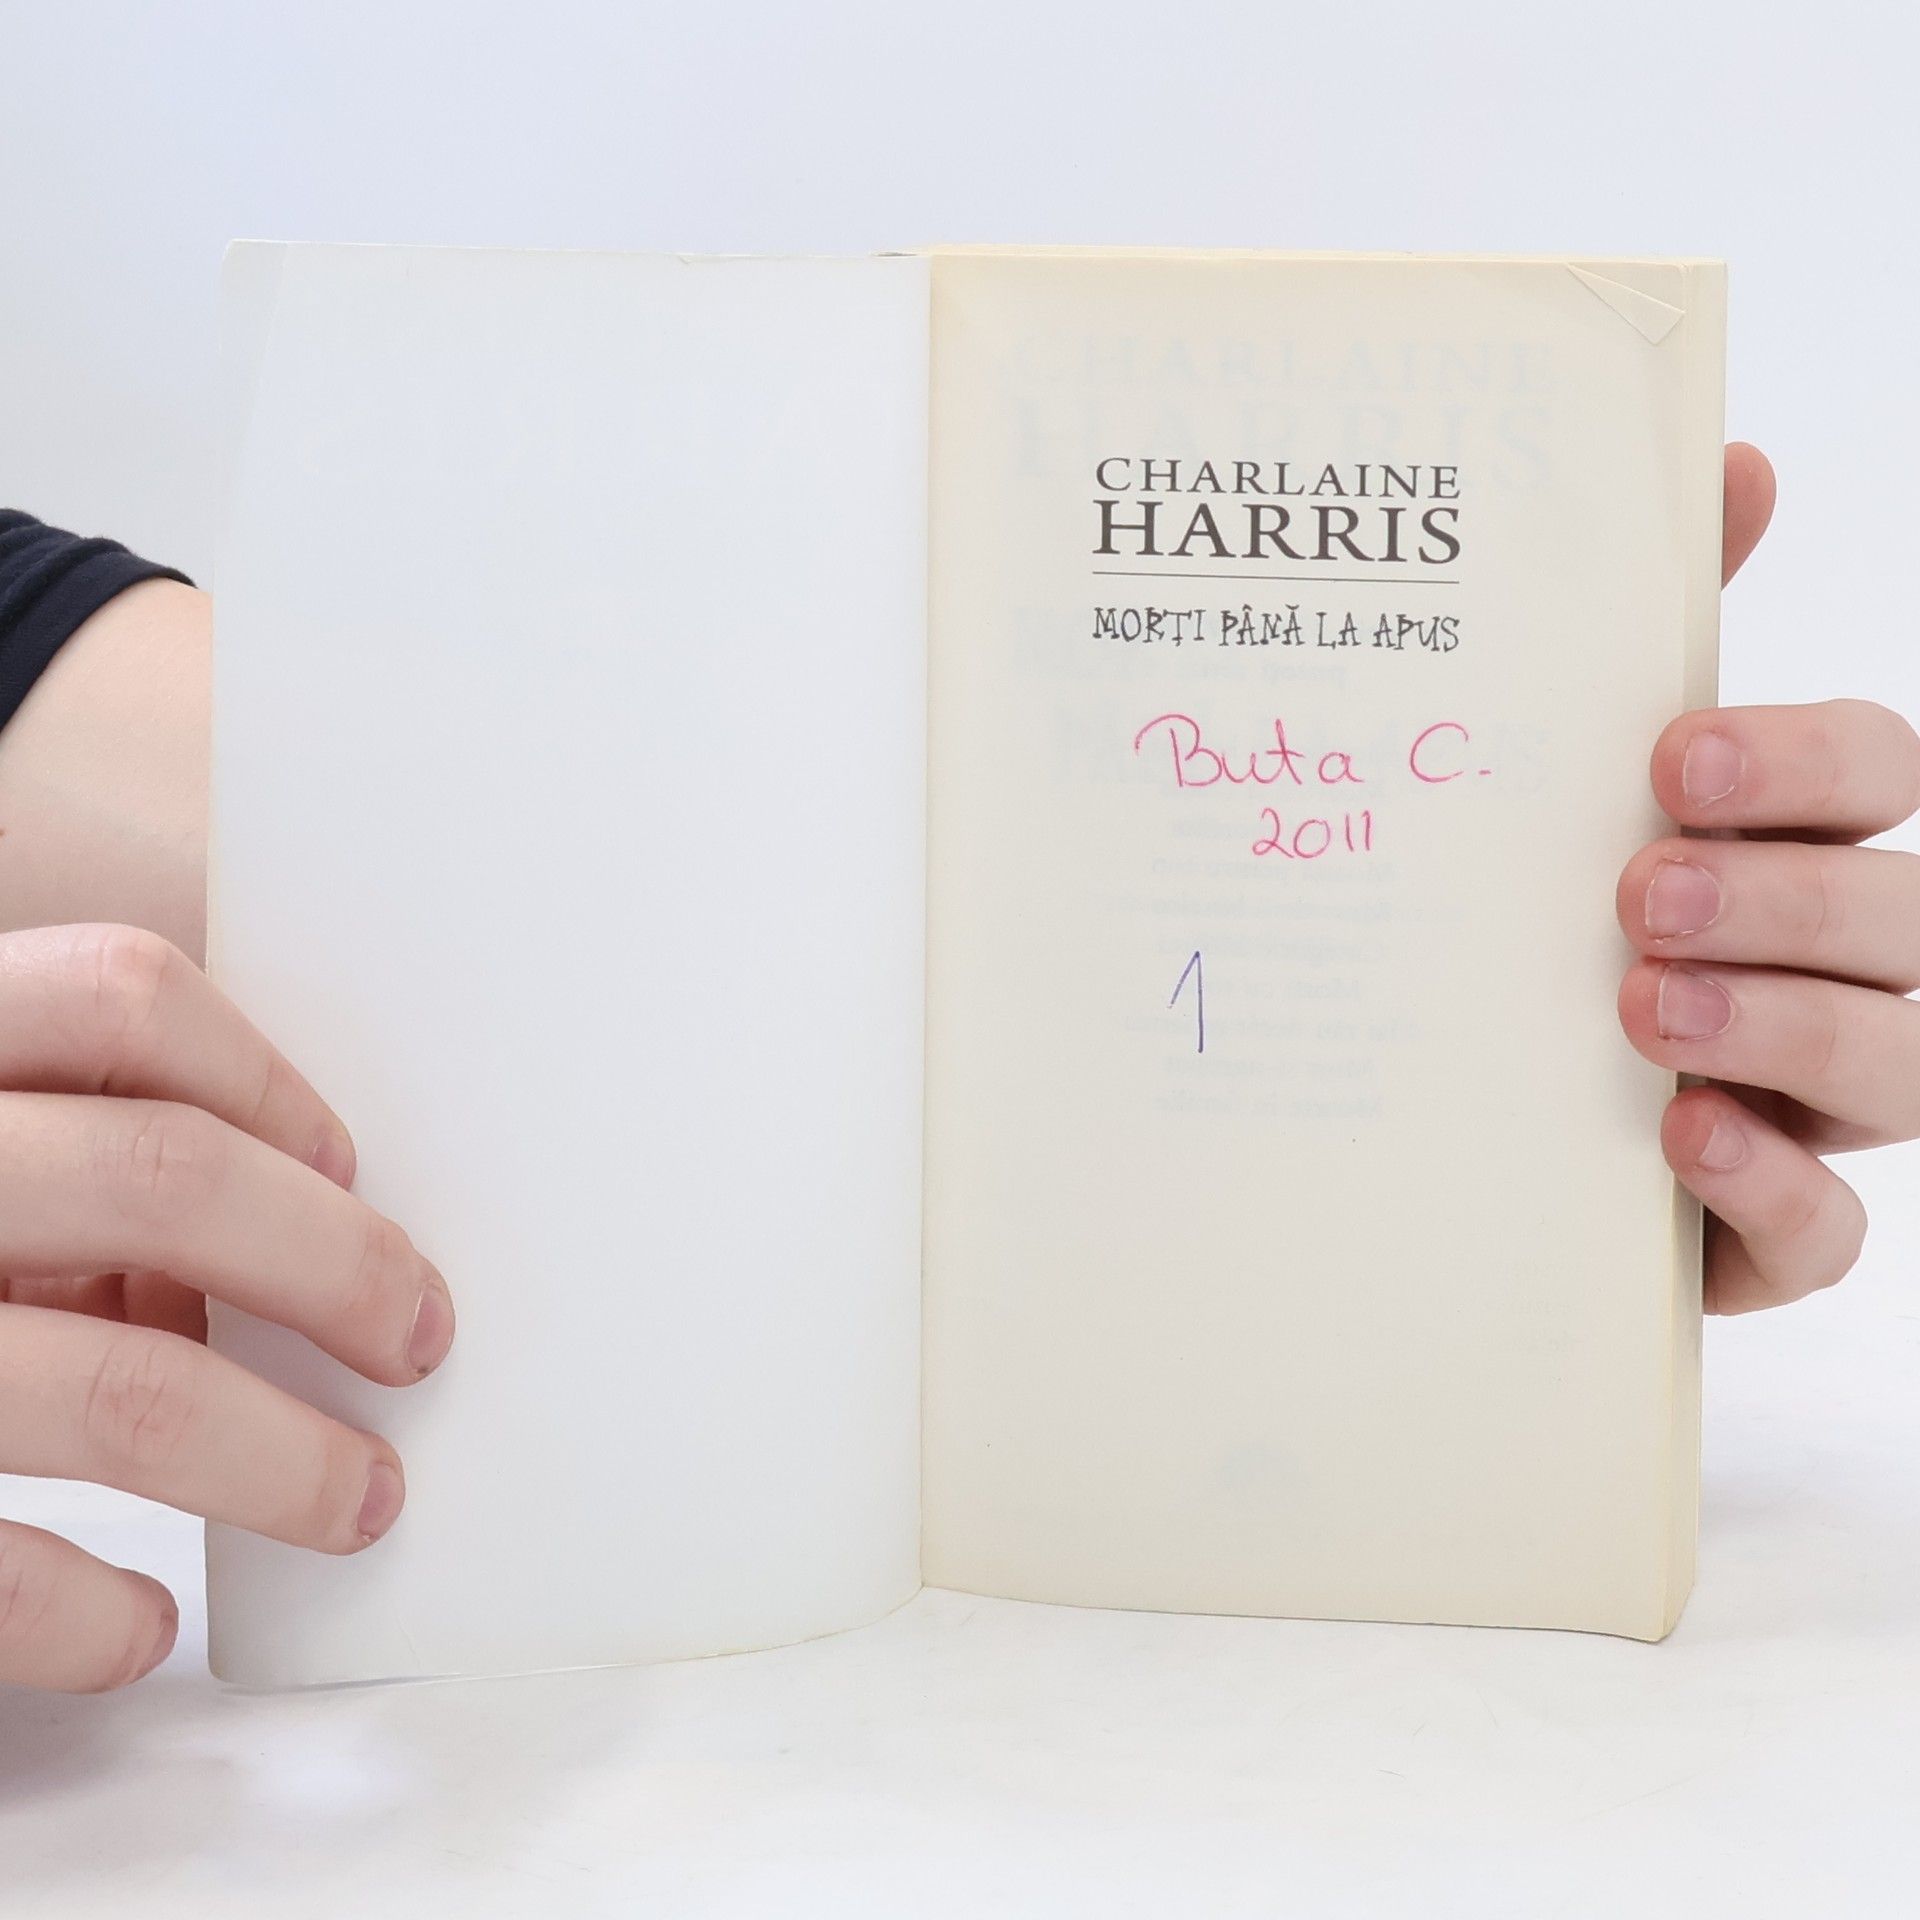 CHARLAINE
HARRIS
MORȚI PÂNĂ LA APUS
Buta C.
2011
1